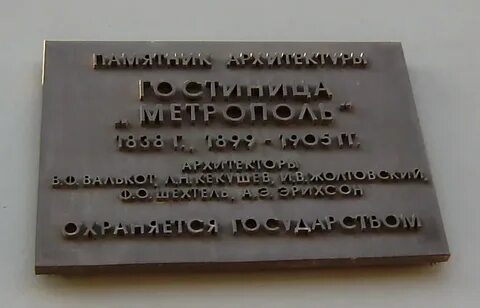 ПАМЯТНИК АРХИТЕКТУРЫ
ГОСТИНИЦА
„МЕТРОПОЛЬ“
1838 Г., 1899 - 1905 ГГ.
АРХИТЕКТОРЫ
В.Ф. ВАЛЬКОТ, Л.Н. КЕКУШЕВ, И.В. ЖОЛТОВСКИЙ,
Ф.О. ШЕХТЕЛЬ, А.Э. ЭРИХСОН
ОХРАНЯЕТСЯ ГОСУДАРСТВОМ